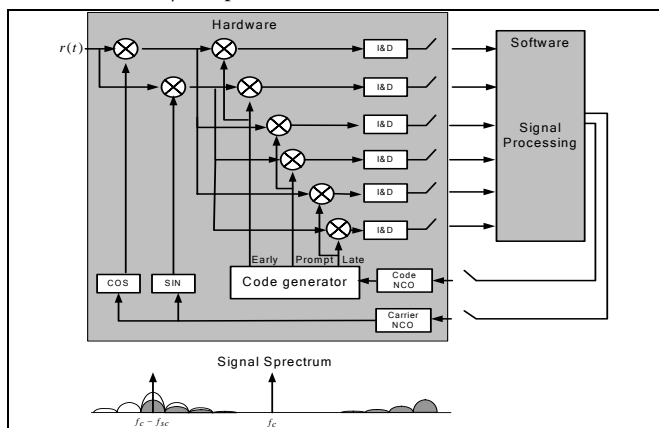 Hardware
r(t)
I&D
Software
I&D
I&D
Signal
Processing
I&D
I&D
I&D
Early Prompt Late
COS
SIN
Code generator
Code
NCO
Carrier
NCO
Signal Sprectrum
f_c − f_sc
f_c